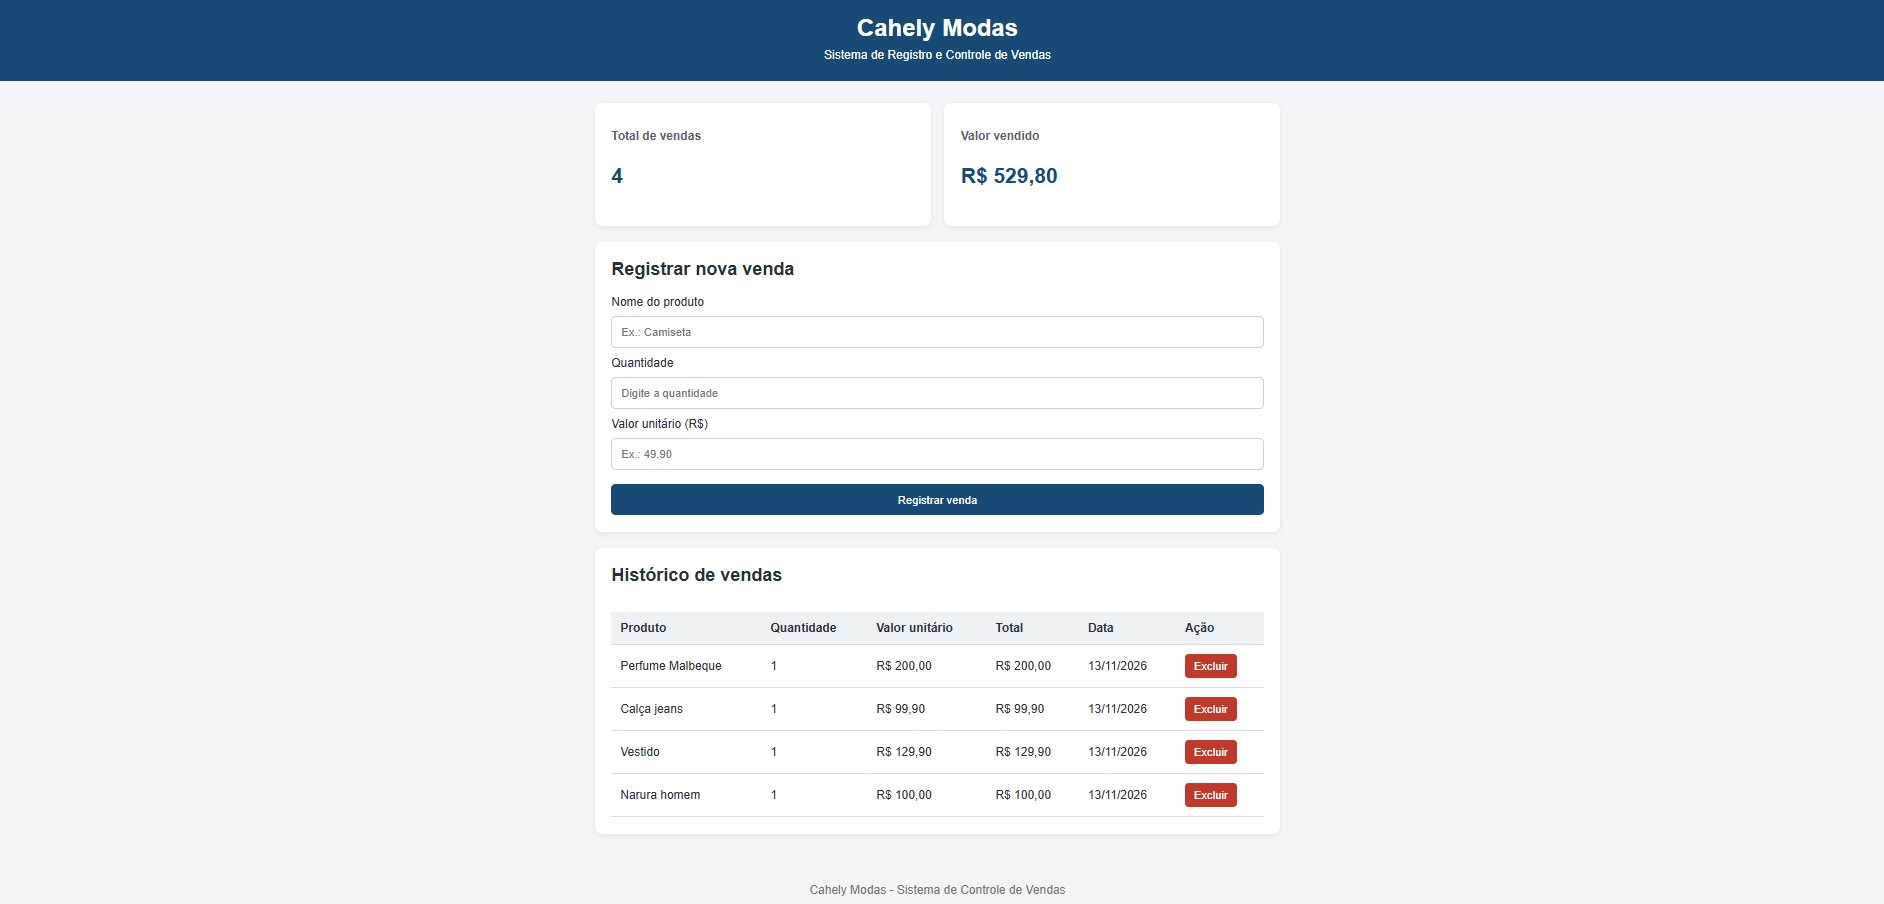 Cahely Modas
Sistema de Registro e Controle de Vendas
Total de vendas
4
Valor vendido
R$ 529,80
Registrar nova venda
Nome do produto
Ex.: Camiseta
Quantidade
Digite a quantidade
Valor unitário (R$)
Ex.: 49.90
Registrar venda
Histórico de vendas
Produto Quantidade Valor unitário Total Data Ação
Perfume Malbeque 1 R$ 200,00 R$ 200,00 13/11/2026 Excluir
Calça jeans 1 R$ 99,90 R$ 99,90 13/11/2026 Excluir
Vestido 1 R$ 129,90 R$ 129,90 13/11/2026 Excluir
Narura homem 1 R$ 100,00 R$ 100,00 13/11/2026 Excluir
Cahely Modas - Sistema de Controle de Vendas